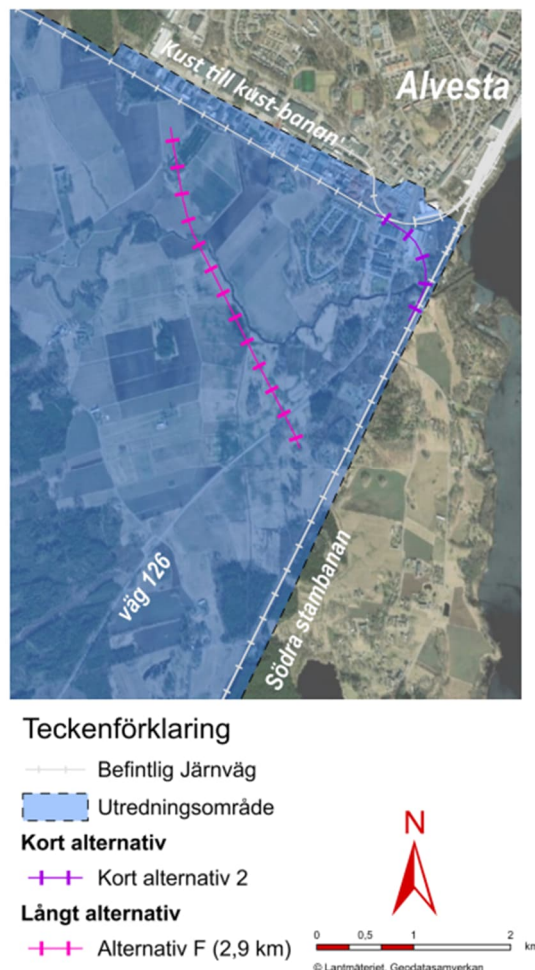 Kust till kust-banan
Alvesta
väg 126
Södra stambanan
Teckenförklaring
Befintlig Järnväg
Utredningsområde
Kort alternativ
Kort alternativ 2
Långt alternativ
Alternativ F (2,9 km)
N
0 0,5 1 2 km
© Lantmäteriet, Geodatasamverkan